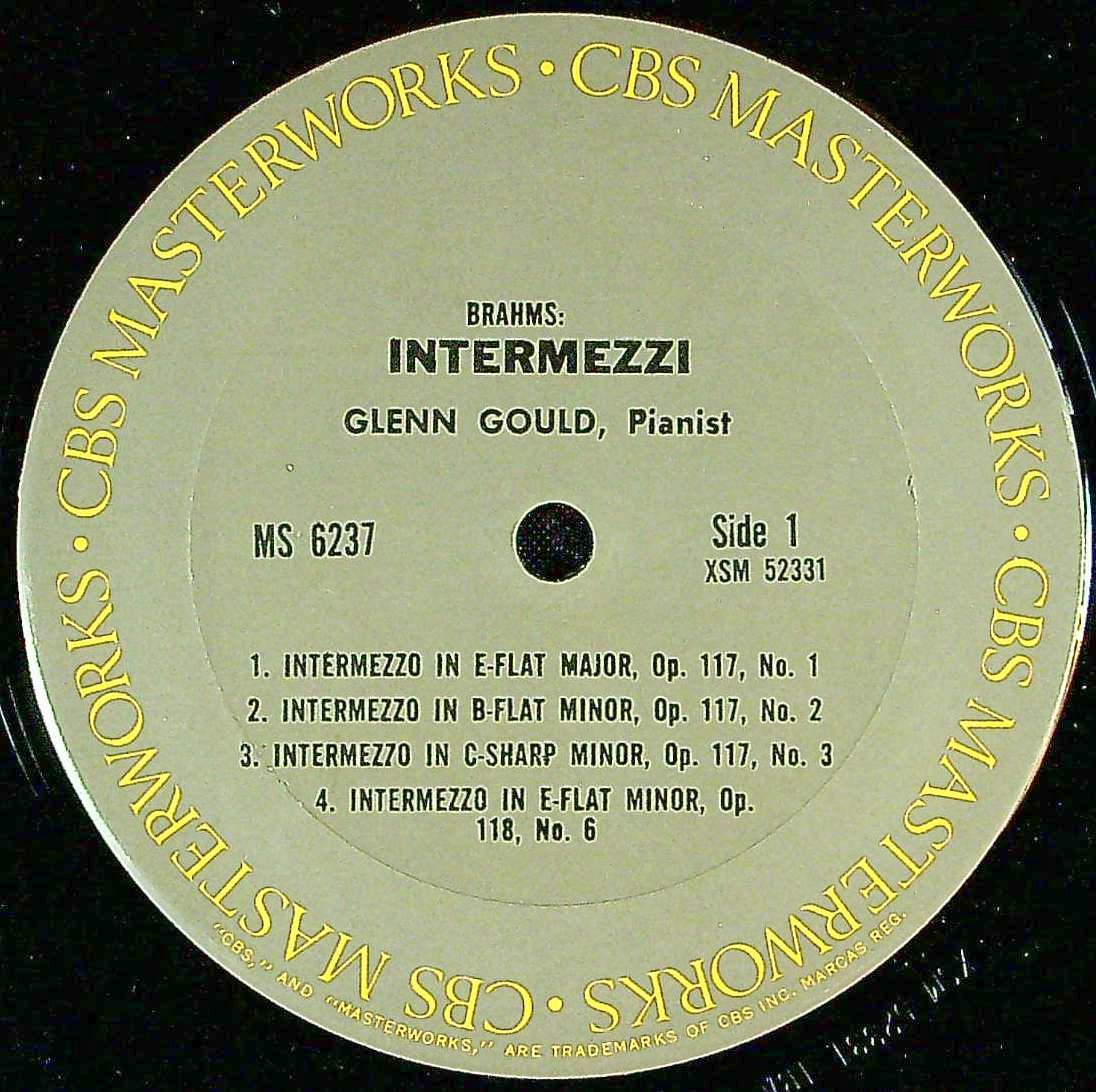 CBS MASTERWORKS · CBS MASTERWORKS · CBS MASTERWORKS · CBS MASTERWORKS ·
BRAHMS:
INTERMEZZI
GLENN GOULD, Pianist
MS 6237
Side 1
XSM 52331
1. INTERMEZZO IN E-FLAT MAJOR, Op. 117, No. 1
2. INTERMEZZO IN B-FLAT MINOR, Op. 117, No. 2
3. INTERMEZZO IN C-SHARP MINOR, Op. 117, No. 3
4. INTERMEZZO IN E-FLAT MINOR, Op.
118, No. 6
"CBS," AND "MASTERWORKS," ARE TRADEMARKS OF CBS INC. MARCAS REG.